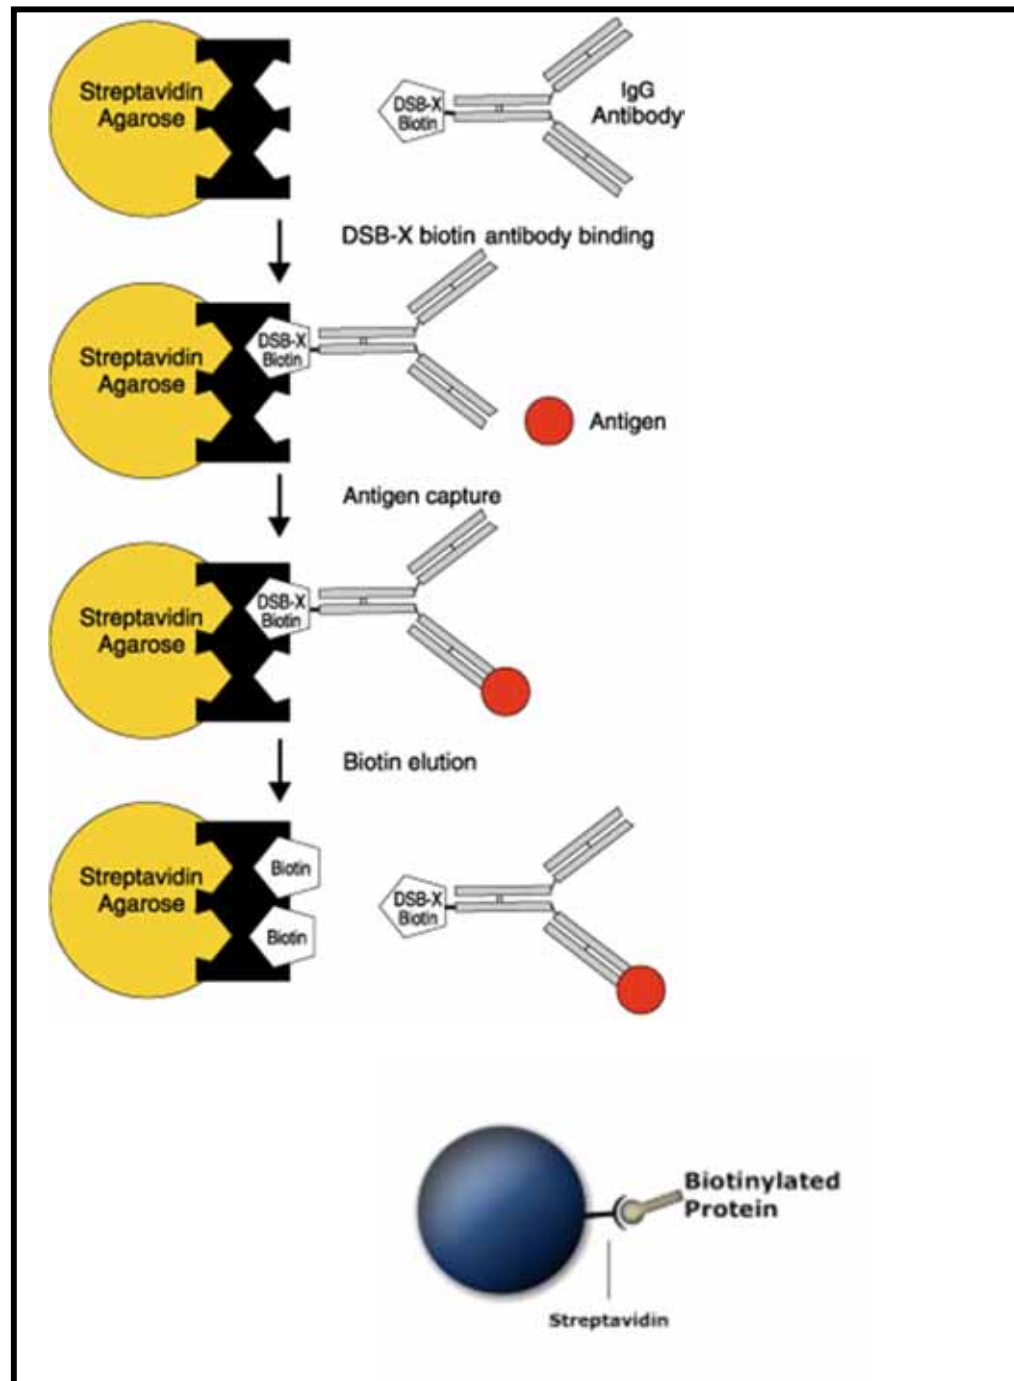 Streptavidin
Agarose
DSB-X
Biotin
IgG
Antibody
DSB-X biotin antibody binding
Streptavidin
Agarose
DSB-X
Biotin
Antigen
Antigen capture
Streptavidin
Agarose
DSB-X
Biotin
Biotin elution
Streptavidin
Agarose
Biotin
Biotin
DSB-X
Biotin
Biotinylated
Protein
Streptavidin